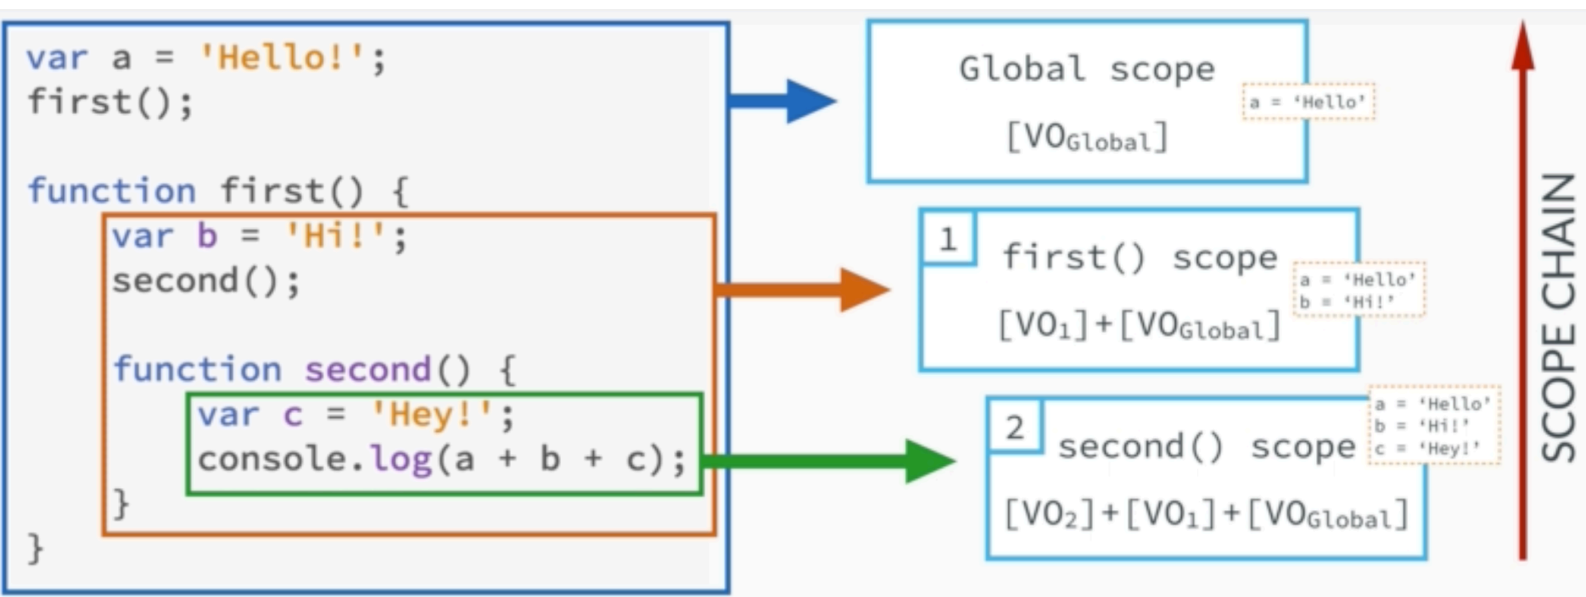 var a = 'Hello!';
first();
function first() {
var b = 'Hi!';
second();
function second() {
var c = 'Hey!';
console.log(a + b + c);
}
}
Global scope
[VOGlobal]
a = ‘Hello’
1
first() scope
[VO1]+[VOGlobal]
a = ‘Hello’
b = ‘Hi!’
2
second() scope
[VO2]+[VO1]+[VOGlobal]
a = ‘Hello’
b = ‘Hi!’
c = ‘Hey!’
SCOPE CHAIN